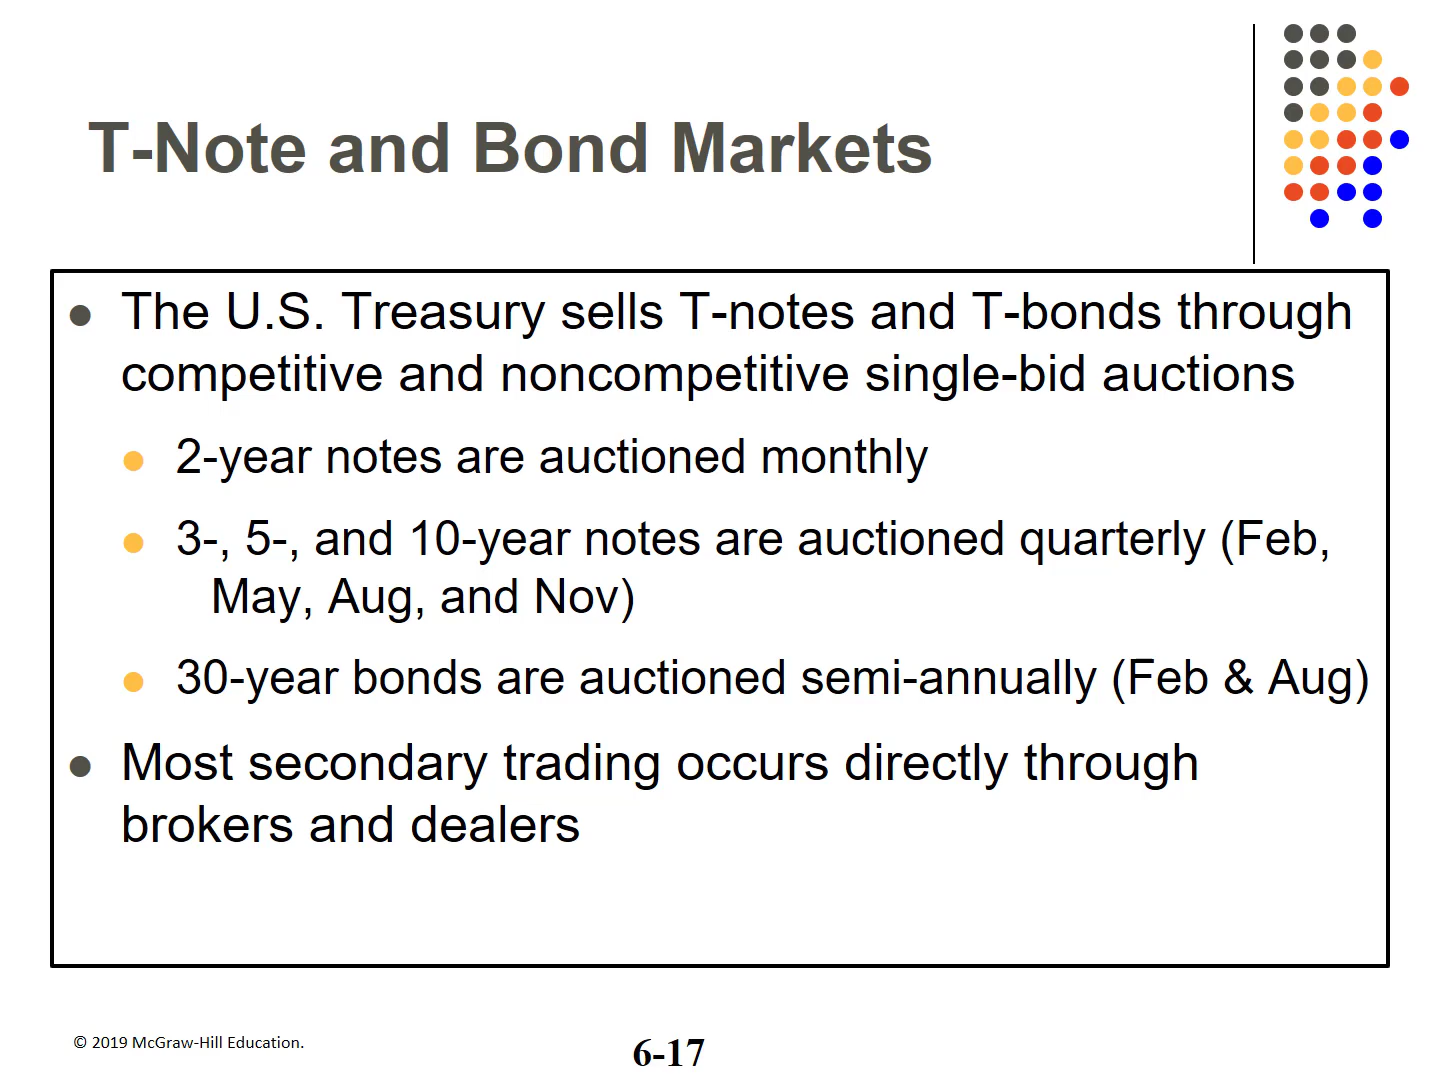 T-Note and Bond Markets
● The U.S. Treasury sells T-notes and T-bonds through
competitive and noncompetitive single-bid auctions
● 2-year notes are auctioned monthly
● 3-, 5-, and 10-year notes are auctioned quarterly (Feb,
May, Aug, and Nov)
● 30-year bonds are auctioned semi-annually (Feb & Aug)
● Most secondary trading occurs directly through
brokers and dealers
© 2019 McGraw-Hill Education.
6-17